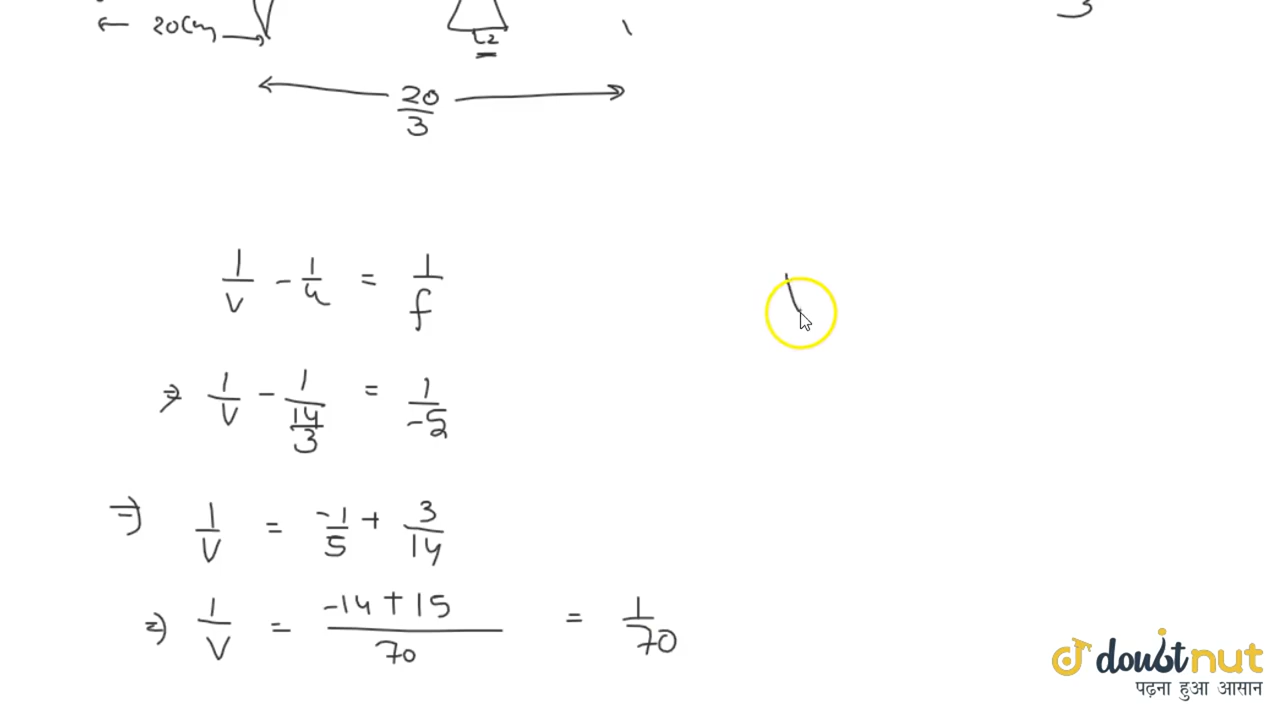 ← 20cm →
L2
3
20/3
1/v - 1/u = 1/f
⇒ 1/v - 1/(14/3) = 1/-5
⇒ 1/v = -1/5 + 3/14
⇒ 1/v = (-14 + 15)/70 = 1/70
doubtnut
पढ़ना हुआ आसान